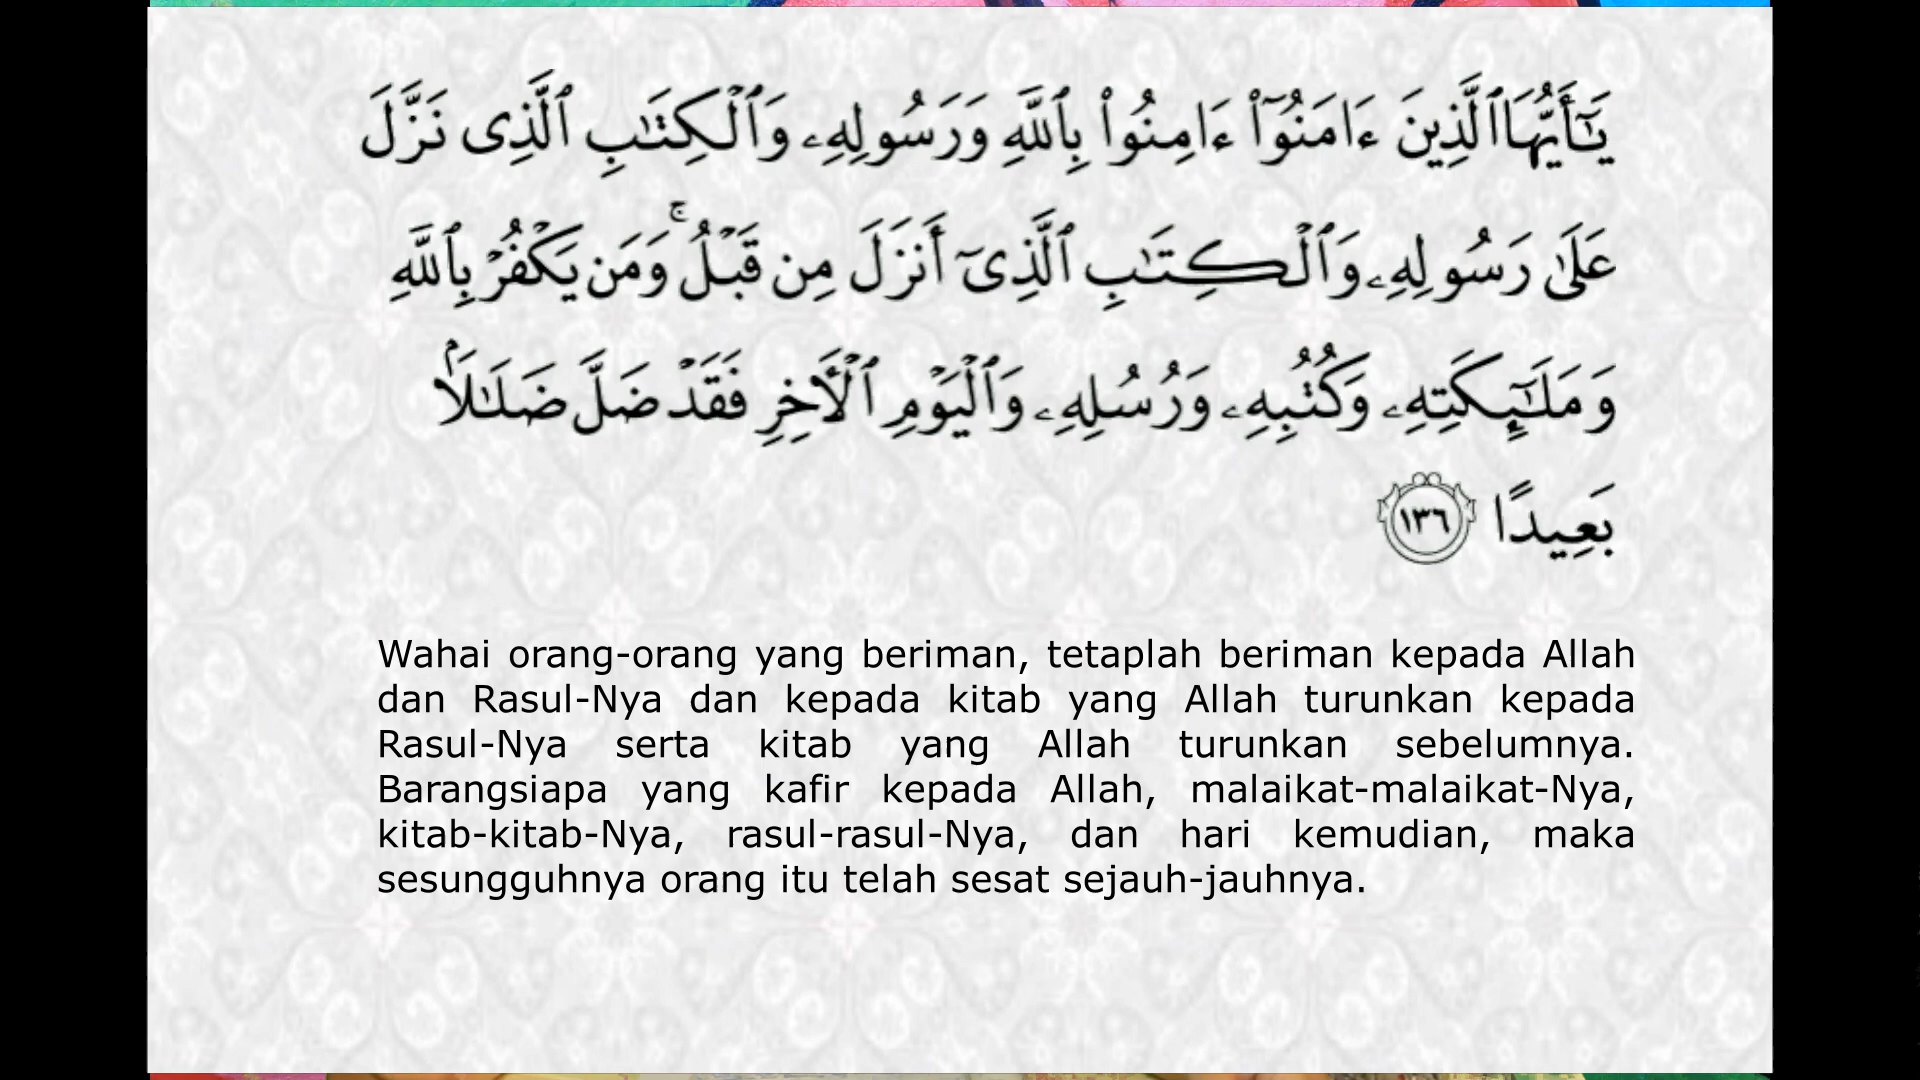 يَـٰٓأَيُّهَا ٱلَّذِينَ ءَامَنُوٓا۟ ءَامِنُوا۟ بِٱللَّهِ وَرَسُولِهِۦ وَٱلْكِتَـٰبِ ٱلَّذِى نَزَّلَ
عَلَىٰ رَسُولِهِۦ وَٱلْكِتَـٰبِ ٱلَّذِىٓ أَنزَلَ مِن قَبْلُ ۚ وَمَن يَكْفُرْ بِٱللَّهِ
وَمَلَـٰٓئِكَتِهِۦ وَكُتُبِهِۦ وَرُسُلِهِۦ وَٱلْيَوْمِ ٱلْـَٔاخِرِ فَقَدْ ضَلَّ ضَلَـٰلًۢا
بَعِيدًا ١٣٦
Wahai orang-orang yang beriman, tetaplah beriman kepada Allah
dan Rasul-Nya dan kepada kitab yang Allah turunkan kepada
Rasul-Nya serta kitab yang Allah turunkan sebelumnya.
Barangsiapa yang kafir kepada Allah, malaikat-malaikat-Nya,
kitab-kitab-Nya, rasul-rasul-Nya, dan hari kemudian, maka
sesungguhnya orang itu telah sesat sejauh-jauhnya.